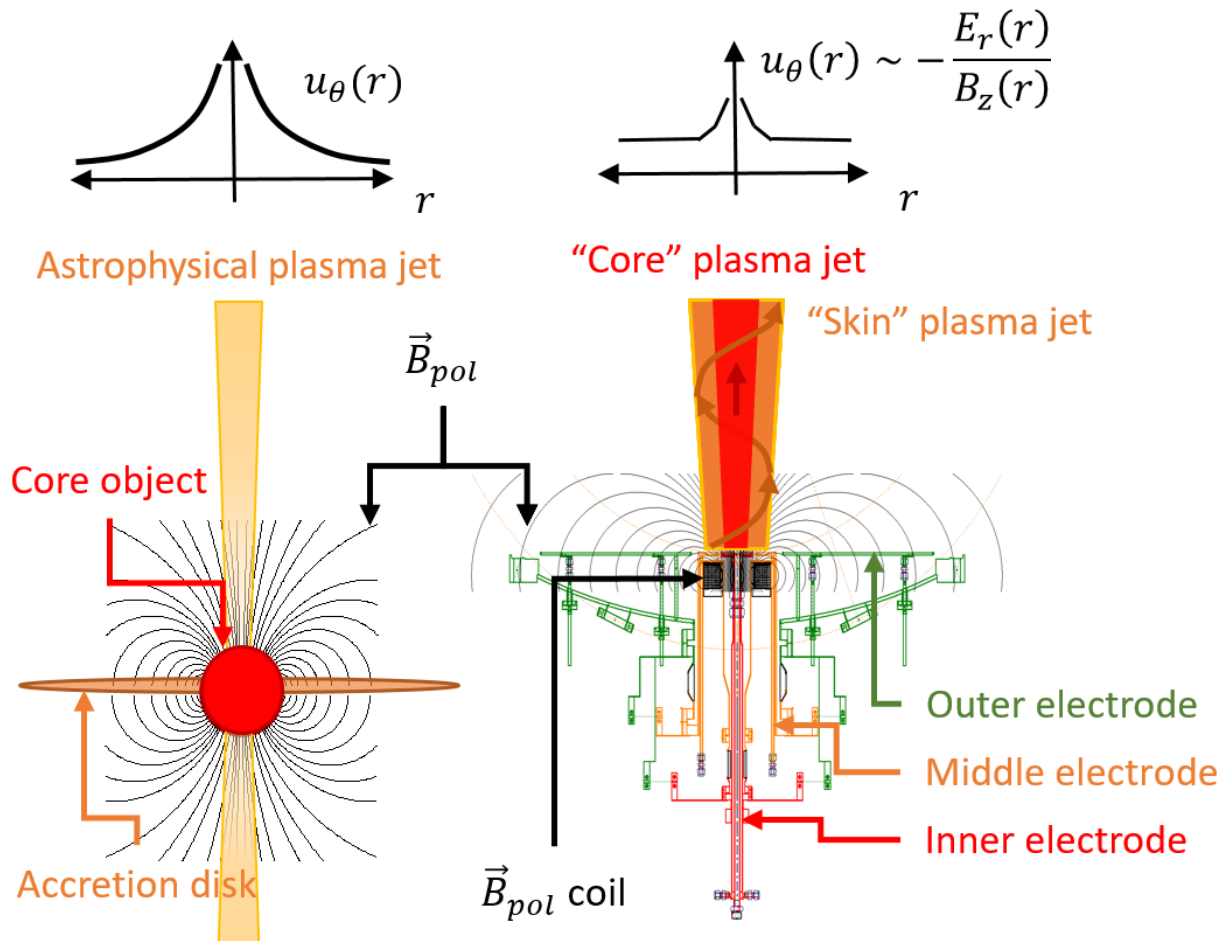 u_θ(r)
r
u_θ(r) ~ − E_r(r) / B_z(r)
r
Astrophysical plasma jet
“Core” plasma jet
“Skin” plasma jet
B⃗_pol
Core object
Outer electrode
Middle electrode
Inner electrode
Accretion disk
B⃗_pol coil